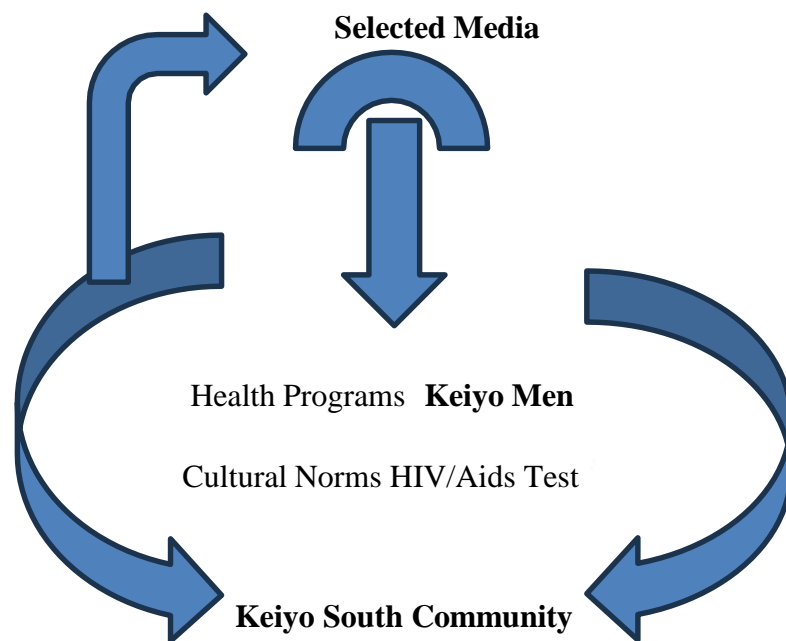 Selected Media
Health Programs Keiyo Men
Cultural Norms HIV/Aids Test
Keiyo South Community